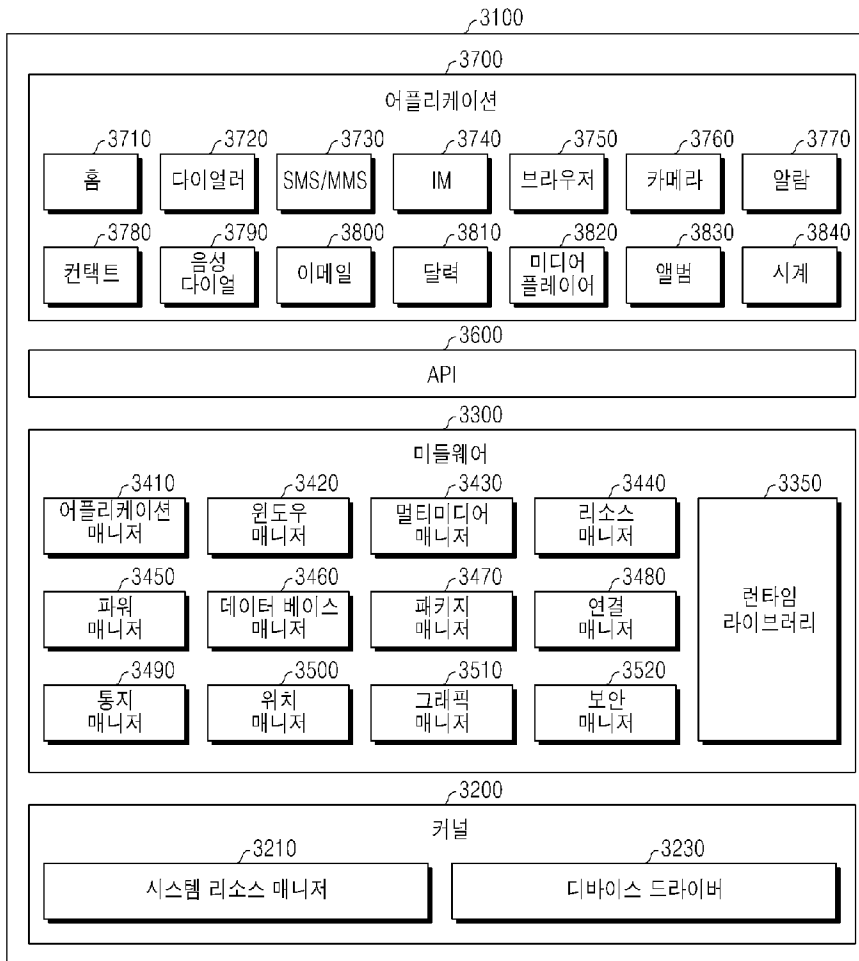 3100
3700
어플리케이션
3710 3720 3730 3740 3750 3760 3770
홈 다이얼러 SMS/MMS IM 브라우저 카메라 알람
3780 3790 3800 3810 3820 3830 3840
컨택트 음성 다이얼 이메일 달력 미디어 플레이어 앨범 시계
3600
API
3300
미들웨어
3410 3420 3430 3440 3350
어플리케이션 매니저 윈도우 매니저 멀티미디어 매니저 리소스 매니저 런타임 라이브러리
3450 3460 3470 3480
파워 매니저 데이터 베이스 매니저 패키지 매니저 연결 매니저
3490 3500 3510 3520
통지 매니저 위치 매니저 그래픽 매니저 보안 매니저
3200
커널
3210 3230
시스템 리소스 매니저 디바이스 드라이버